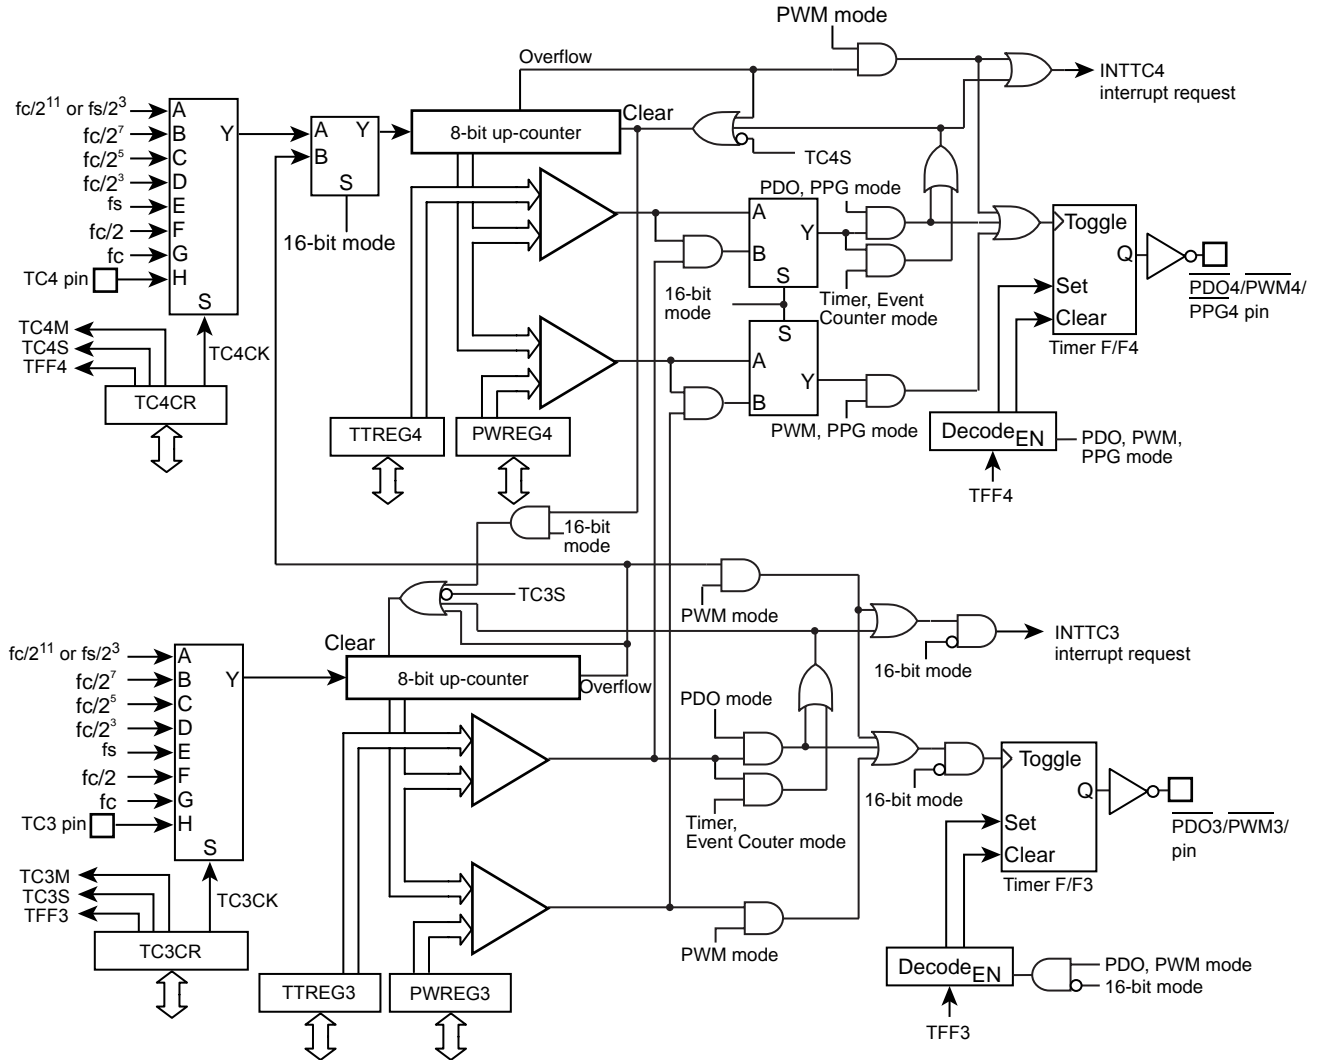 PWM mode
Overflow
INTTC4
interrupt request
fc/2¹¹ or fs/2³
fc/2⁷
fc/2⁵
fc/2³
fs
fc/2
fc
TC4 pin
A
B
C
D
E
F
G
H
Y
S
A
B
Y
S
16-bit mode
8-bit up-counter
Clear
TC4S
PDO, PPG mode
A
B
Y
S
16-bit
mode
Timer, Event
Counter mode
S
A
B
Y
PWM, PPG mode
Toggle
Q
Set
Clear
Timer F/F4
PDO4/PWM4/
PPG4 pin
TC4M
TC4S
TFF4
TC4CK
TC4CR
TTREG4
PWREG4
Decode EN
PDO, PWM,
PPG mode
TFF4
16-bit
mode
TC3S
PWM mode
INTTC3
interrupt request
16-bit mode
Clear
8-bit up-counter
Overflow
fc/2¹¹ or fs/2³
fc/2⁷
fc/2⁵
fc/2³
fs
fc/2
fc
TC3 pin
A
B
C
D
E
F
G
H
Y
S
PDO mode
Timer,
Event Couter mode
16-bit mode
Toggle
Q
Set
Clear
Timer F/F3
PDO3/PWM3/
pin
TC3M
TC3S
TFF3
TC3CK
TC3CR
TTREG3
PWREG3
PWM mode
Decode EN
PDO, PWM mode
16-bit mode
TFF3